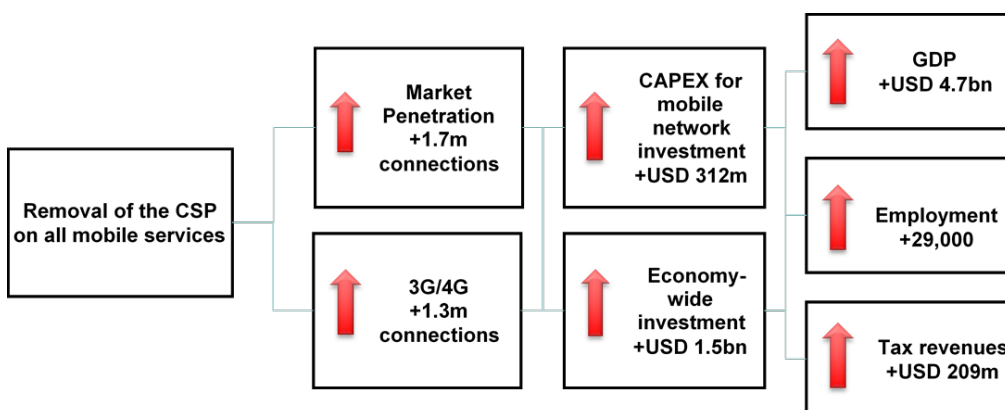 Removal of the CSP
on all mobile services
Market
Penetration
+1.7m
connections
3G/4G
+1.3m
connections
CAPEX for
mobile
network
investment
+USD 312m
Economy-
wide
investment
+USD 1.5bn
GDP
+USD 4.7bn
Employment
+29,000
Tax revenues
+USD 209m